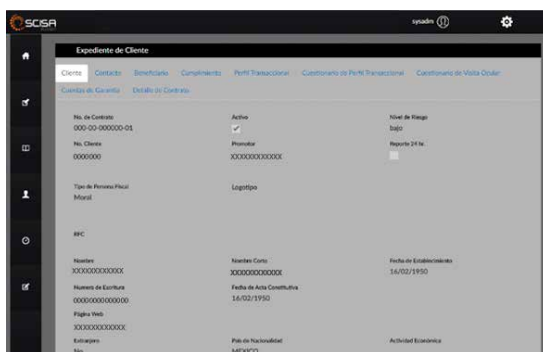 SCISA
sysadm
Expediente de Cliente
Cliente Contacto Beneficiario Cumplimiento Perfil Transaccional Cuestionario de Perfil Transaccional Cuestionario de Visita Ocular
Cuentas de Garantía Detalle de Contrato
No. de Contrato Activo Nivel de Riesgo
000-00-000000-01 bajo
No. Cliente Promotor Reporte 24 hr.
0000000 XXXXXXXXXXXX
Tipo de Persona Fiscal Logotipo
Moral
RFC
Nombre Nombre Corto Fecha de Establecimiento
XXXXXXXXXXXX XXXXXXXXXXXX 16/02/1950
Numero de Escritura Fecha de Acta Constitutiva
0000000000000 16/02/1950
Página Web
XXXXXXXXXXXX
Extranjero País de Nacionalidad Actividad Económica
No MEXICO